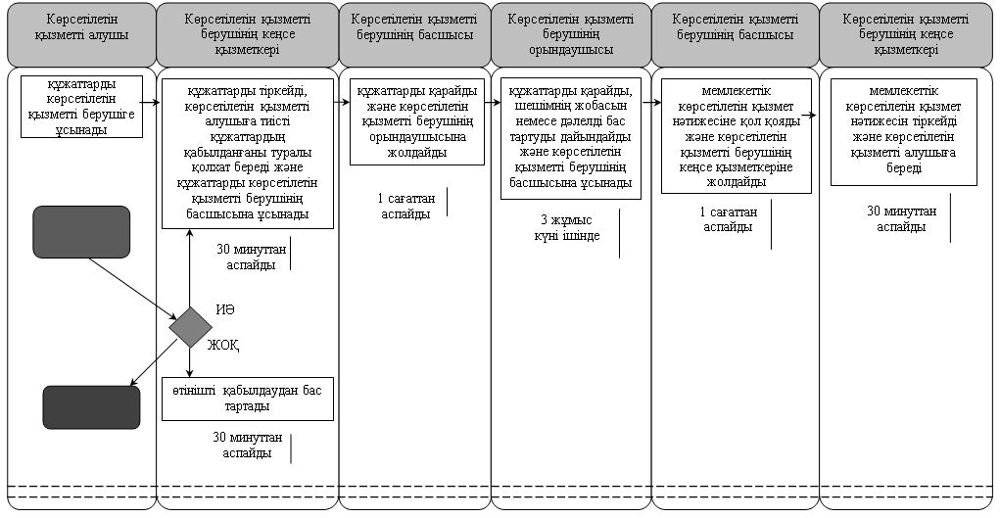 Көрсетілетін
қызметті алушы
Көрсетілетін қызметті
берушінің кеңсе
қызметкері
Көрсетілетін қызметті
берушінің басшысы
Көрсетілетін қызметті
берушінің
орындаушысы
Көрсетілетін қызметті
берушінің басшысы
Көрсетілетін қызметті
берушінің кеңсе
қызметкері
құжаттарды
көрсетілетін
қызметті берушіге
ұсынады
құжаттарды тіркейді,
көрсетілетін қызметті
алушыға тиісті
құжаттардың
қабылданғаны туралы
қолхат береді және
құжаттарды көрсетілетін
қызметті берушінің
басшысына ұсынады
30 минуттан
аспайды
ИӘ
ЖОҚ
өтінішті қабылдаудан бас
тартады
30 минуттан
аспайды
құжаттарды қарайды
және көрсетілетін
қызметті берушінің
орындаушысына
жолдайды
1 сағаттан
аспайды
құжаттарды қарайды,
шешімнің жобасын
немесе дәлелді бас
тартуды дайындайды
және көрсетілетін
қызметті берушінің
басшысына ұсынады
3 жұмыс
күні ішінде
мемлекеттік
көрсетілетін қызмет
нәтижесіне қол қояды
және көрсетілетін
қызметті берушінің
кеңсе қызметкеріне
жолдайды
1 сағаттан
аспайды
мемлекеттік
көрсетілетін қызмет
нәтижесін тіркейді
және көрсетілетін
қызметті алушыға
береді
30 минуттан
аспайды